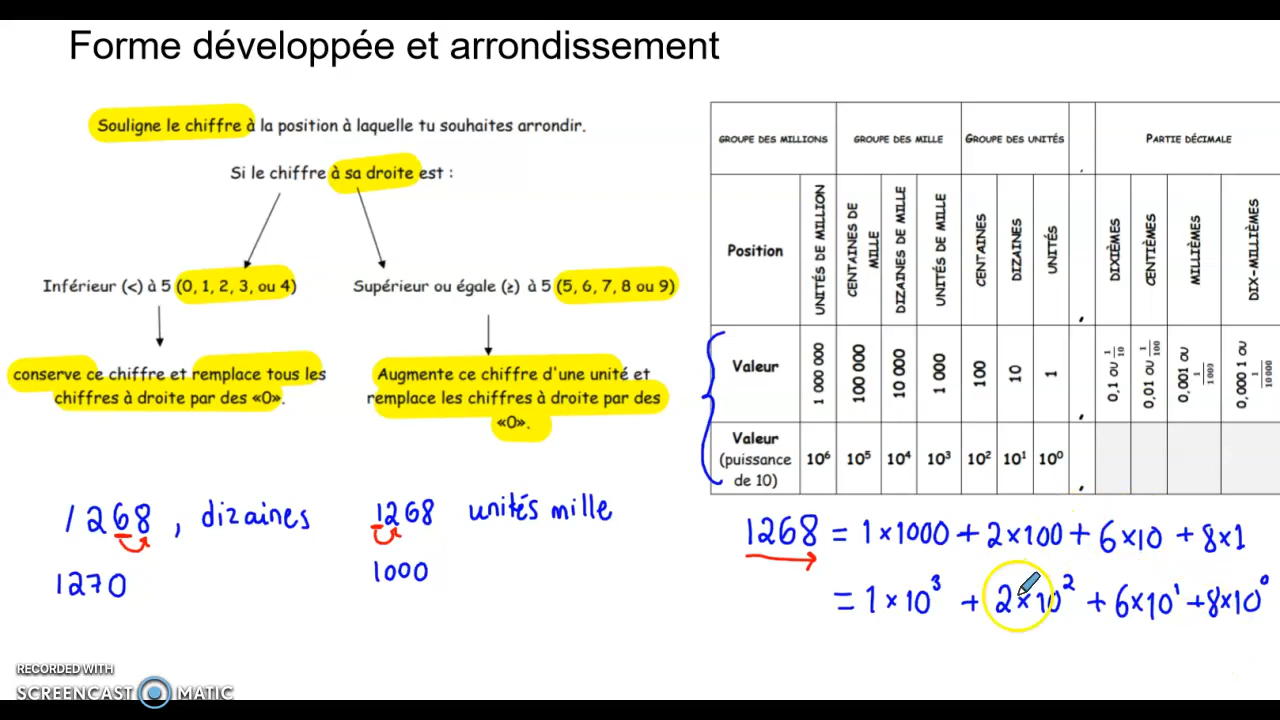 Forme développée et arrondissement
Souligne le chiffre à la position à laquelle tu souhaites arrondir.
Si le chiffre à sa droite est :
Inférieur (<) à 5 (0, 1, 2, 3, ou 4)
Supérieur ou égale (≥) à 5 (5, 6, 7, 8 ou 9)
conserve ce chiffre et remplace tous les
chiffres à droite par des «0».
Augmente ce chiffre d'une unité et
remplace les chiffres à droite par des
«0».
1268, dizaines
1270
1268 unités mille
1000
GROUPE DES MILLIONS GROUPE DES MILLE GROUPE DES UNITÉS , PARTIE DÉCIMALE
Position UNITÉS DE MILLION CENTAINES DE MILLE DIZAINES DE MILLE UNITÉS DE MILLE CENTAINES DIZAINES UNITÉS , DIXIÈMES CENTIÈMES MILLIÈMES DIX-MILLIÈMES
Valeur 1 000 000 100 000 10 000 1 000 100 10 1 , 0,1 ou 1/10 0,01 ou 1/100 0,001 ou 1/1000 0,000 1 ou 1/10 000
Valeur
(puissance
de 10) 10⁶ 10⁵ 10⁴ 10³ 10² 10¹ 10⁰ ,
1268 = 1×1000 + 2×100 + 6×10 + 8×1
= 1×10³ + 2×10² + 6×10¹ + 8×10⁰
RECORDED WITH
SCREENCAST MATIC